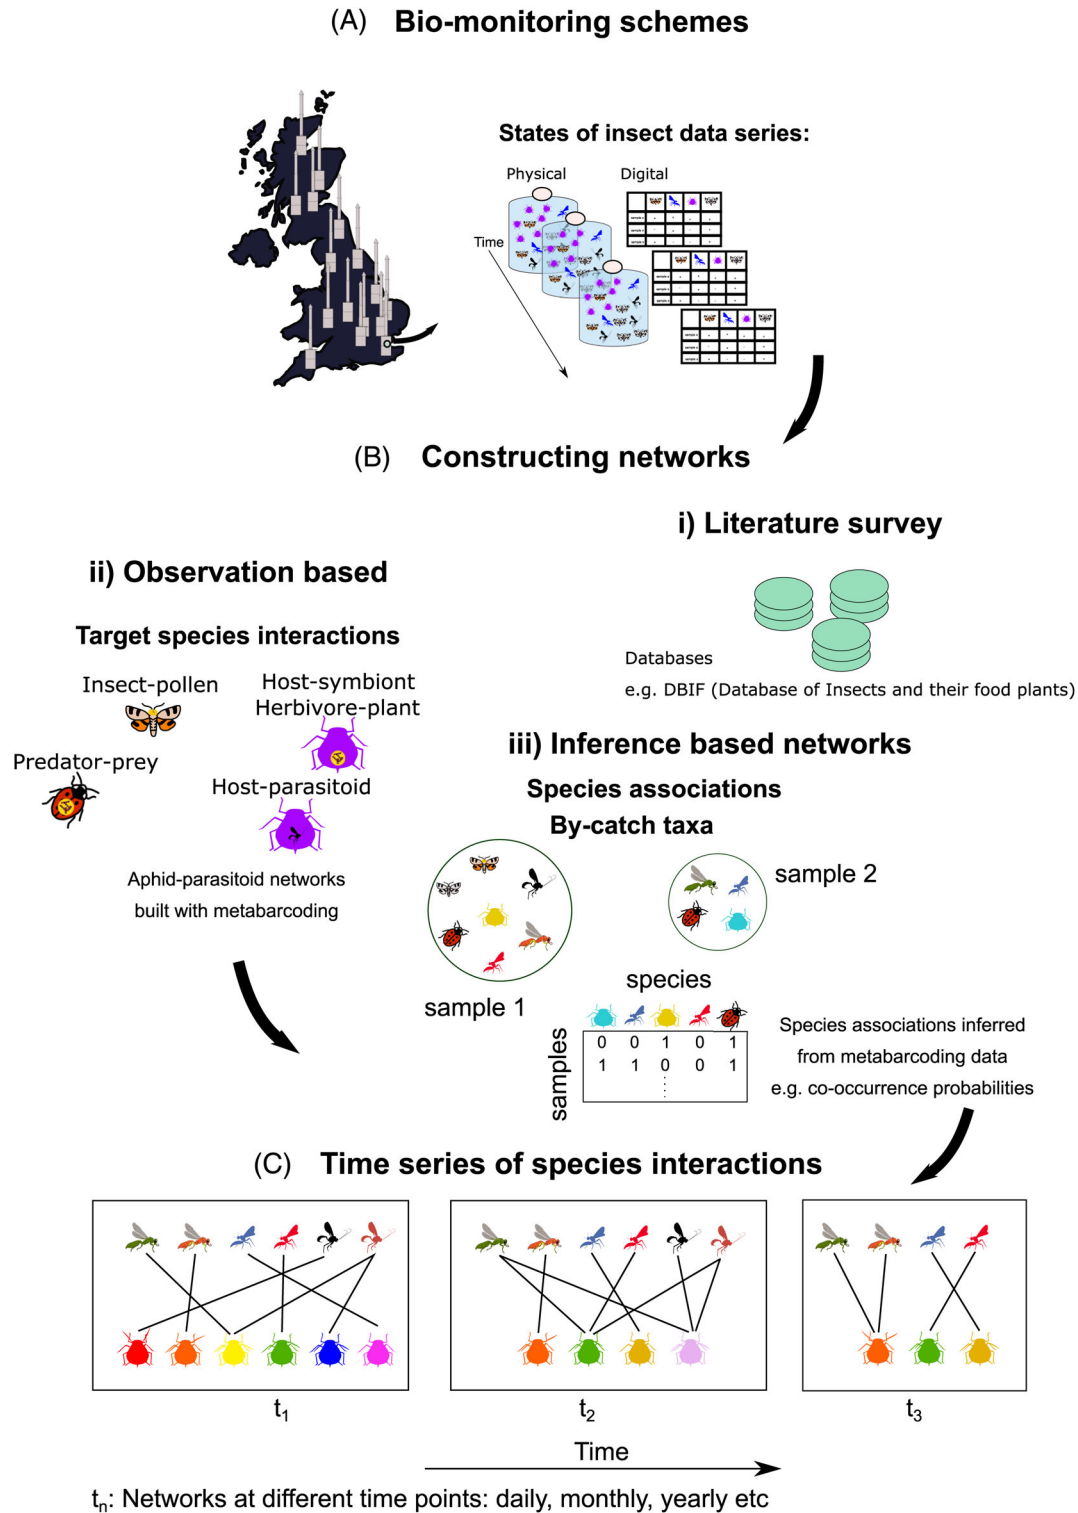 (A) Bio-monitoring schemes
States of insect data series:
Physical
Digital
Time
sample x
sample y
sample z
(B) Constructing networks
i) Literature survey
Databases
e.g. DBIF (Database of Insects and their food plants)
ii) Observation based
Target species interactions
Insect-pollen
Host-symbiont
Herbivore-plant
Predator-prey
Host-parasitoid
Aphid-parasitoid networks
built with metabarcoding
iii) Inference based networks
Species associations
By-catch taxa
sample 1
sample 2
species
samples
0 0 1 0 1
1 1 0 0 1
Species associations inferred
from metabarcoding data
e.g. co-occurrence probabilities
(C) Time series of species interactions
t1
t2
t3
Time
tn: Networks at different time points: daily, monthly, yearly etc